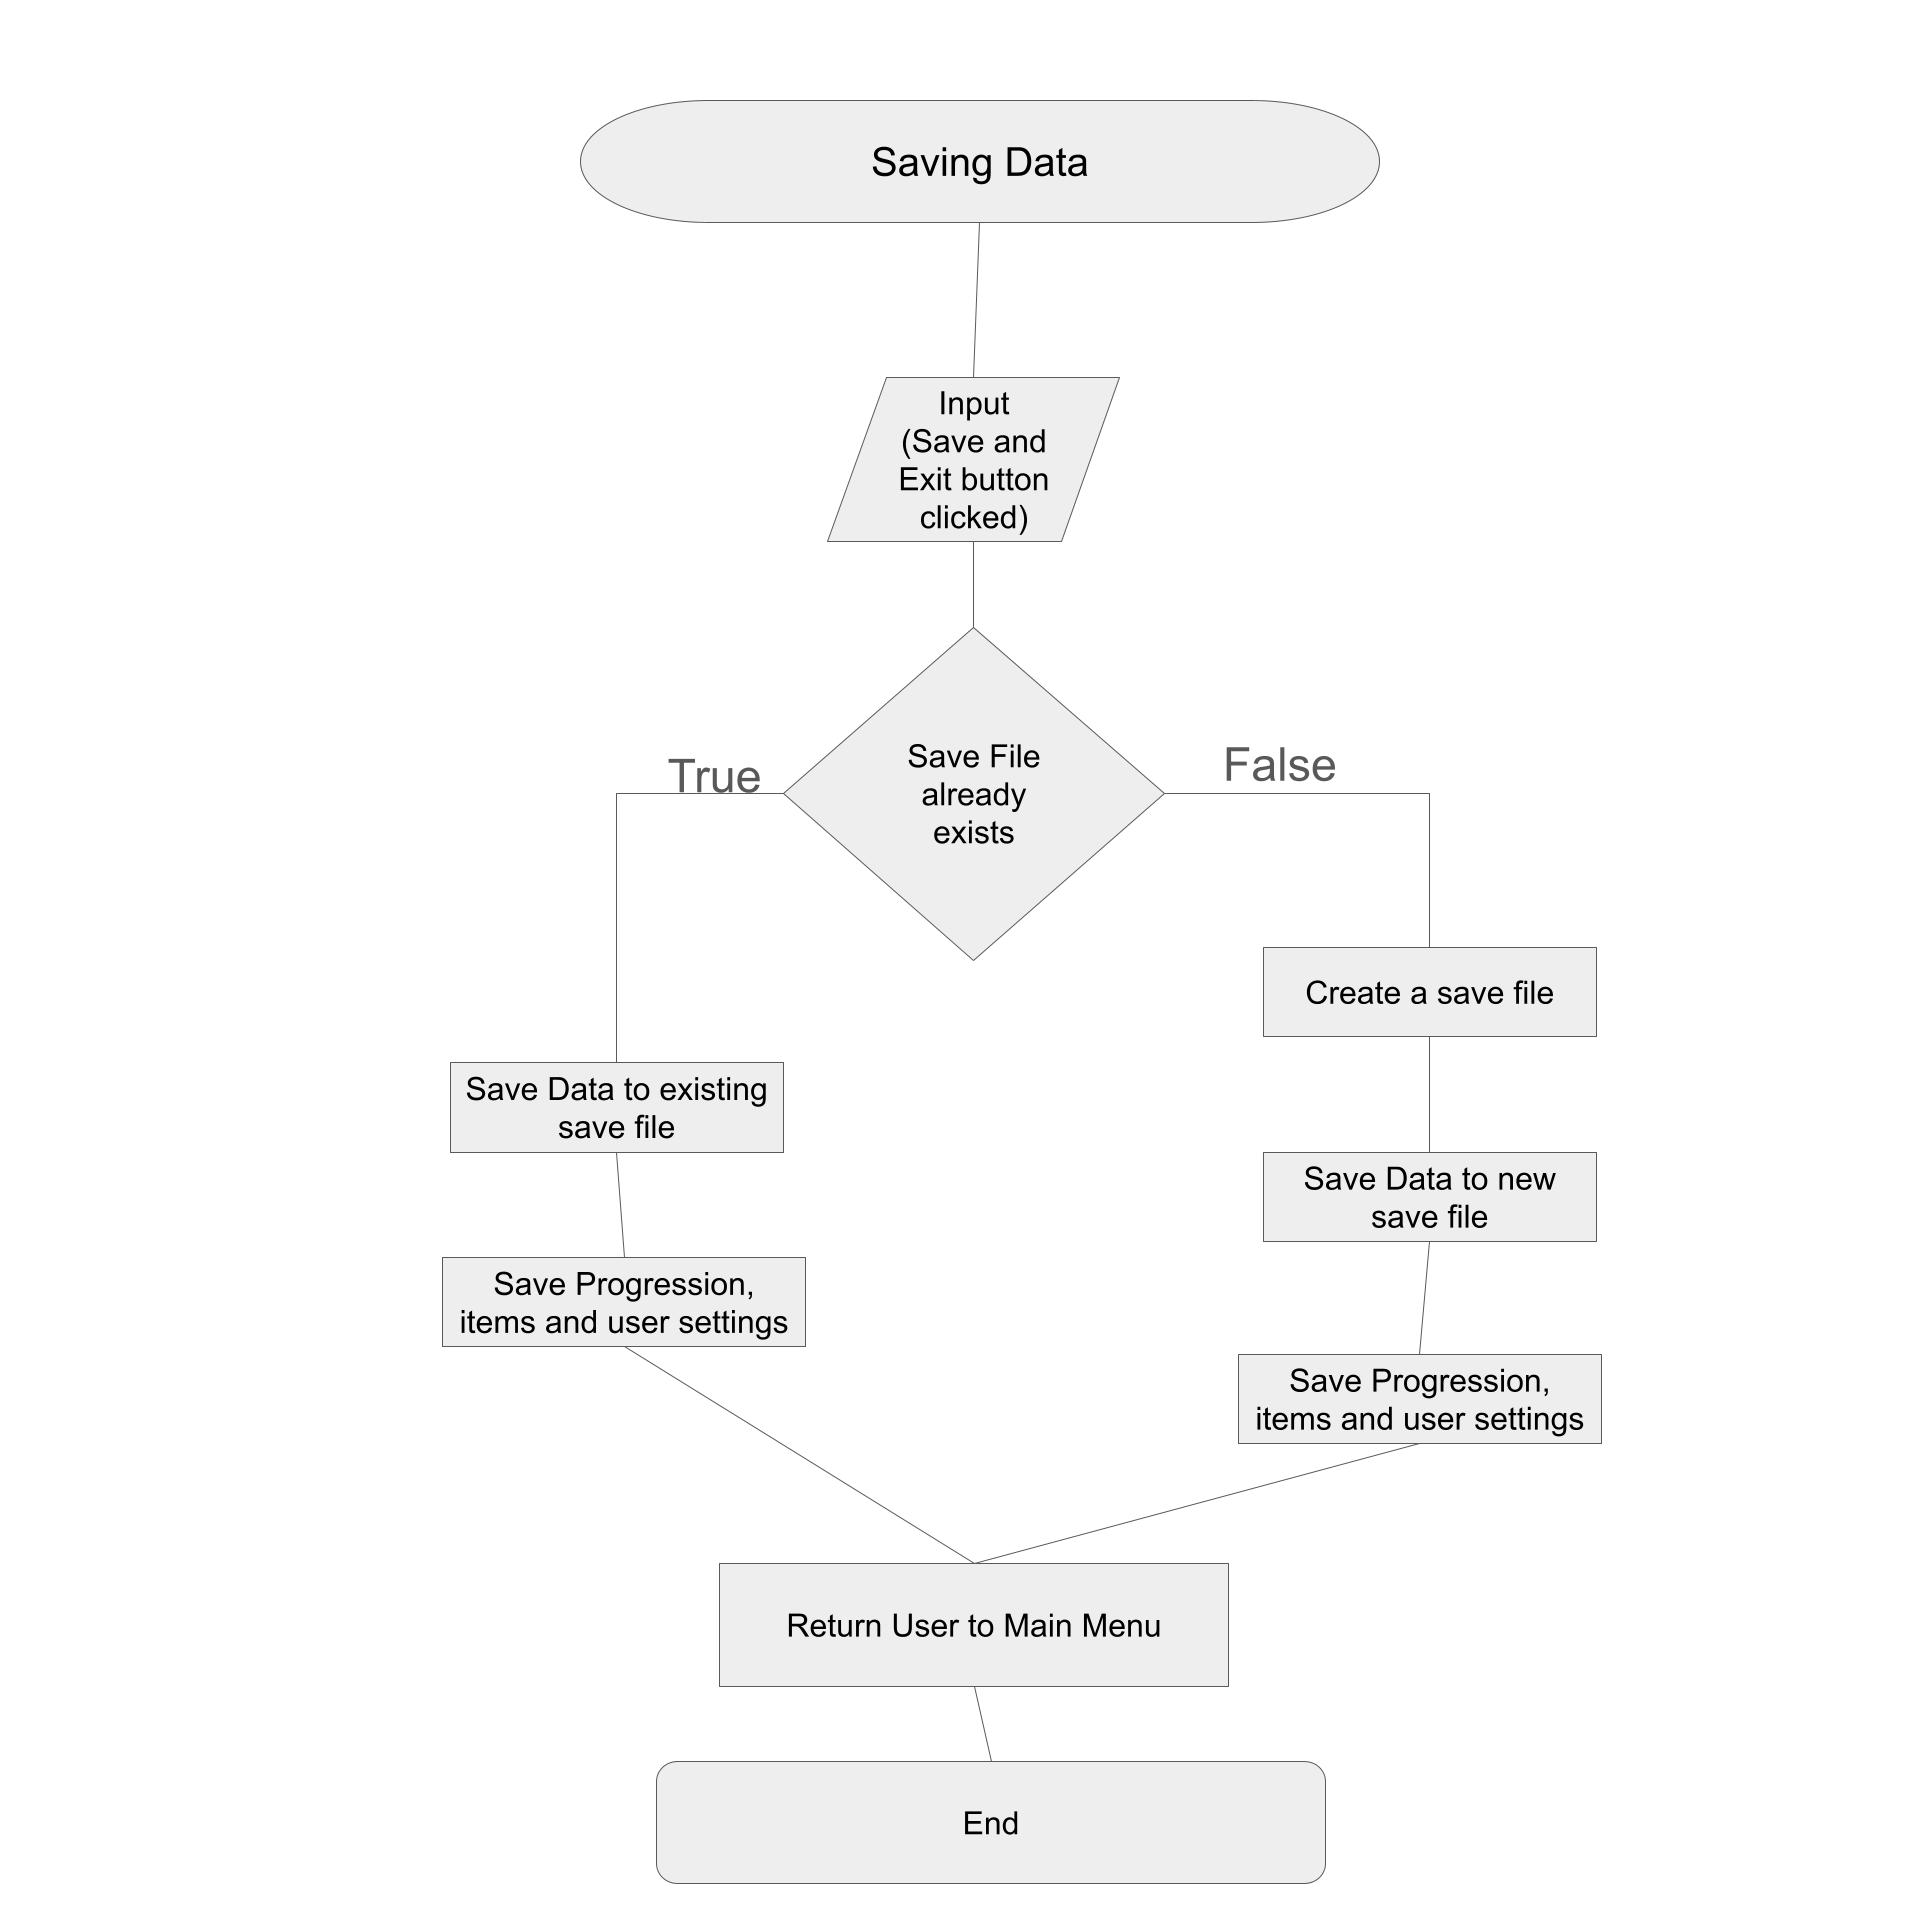 Saving Data
Input
(Save and
Exit button
clicked)
Save File
already
exists
True
False
Create a save file
Save Data to existing
save file
Save Data to new
save file
Save Progression,
items and user settings
Save Progression,
items and user settings
Return User to Main Menu
End